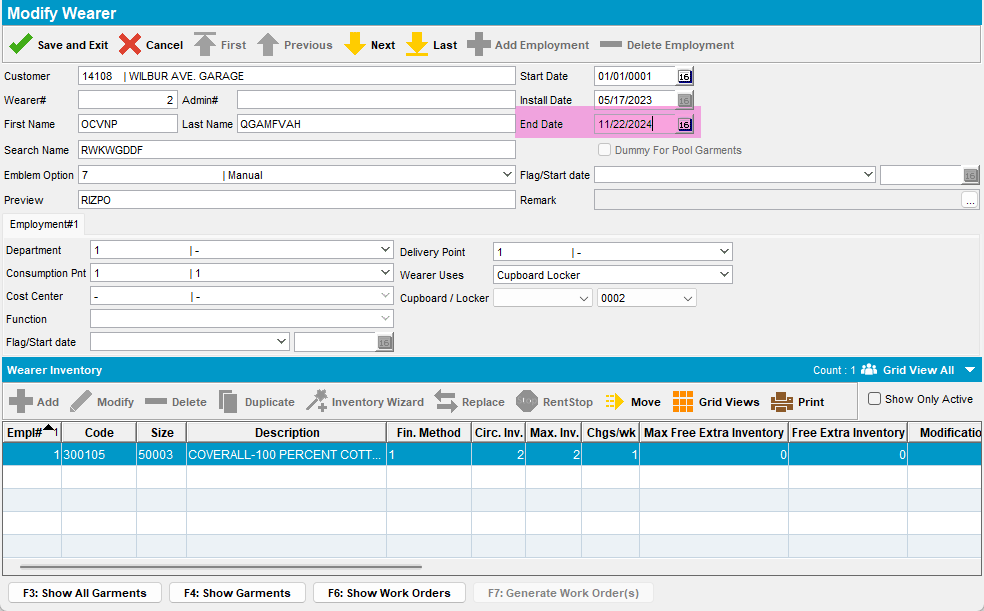 Modify Wearer
Save and Exit Cancel First Previous Next Last Add Employment Delete Employment
Customer 14108 | WILBUR AVE. GARAGE Start Date 01/01/0001 16
Wearer# 2 Admin# Install Date 05/17/2023 16
First Name OCVNP Last Name QGAMFVAH End Date 11/22/2024 16
Search Name RWKWGDDF Dummy For Pool Garments
Emblem Option 7 | Manual Flag/Start date 16
Preview RIZPO Remark ...
Employment#1
Department 1 | - Delivery Point 1 | -
Consumption Pnt 1 | 1 Wearer Uses Cupboard Locker
Cost Center - | - Cupboard / Locker 0002
Function
Flag/Start date 16
Wearer Inventory Count : 1 Grid View All
Add Modify Delete Duplicate Inventory Wizard Replace RentStop Move Grid Views Print Show Only Active
Empl# 1 Code Size Description Fin. Method Circ. Inv. Max. Inv. Chgs/wk Max Free Extra Inventory Free Extra Inventory Modificatio
1 300105 50003 COVERALL-100 PERCENT COTT... 1 2 2 1 0 0
F3: Show All Garments F4: Show Garments F6: Show Work Orders F7: Generate Work Order(s)